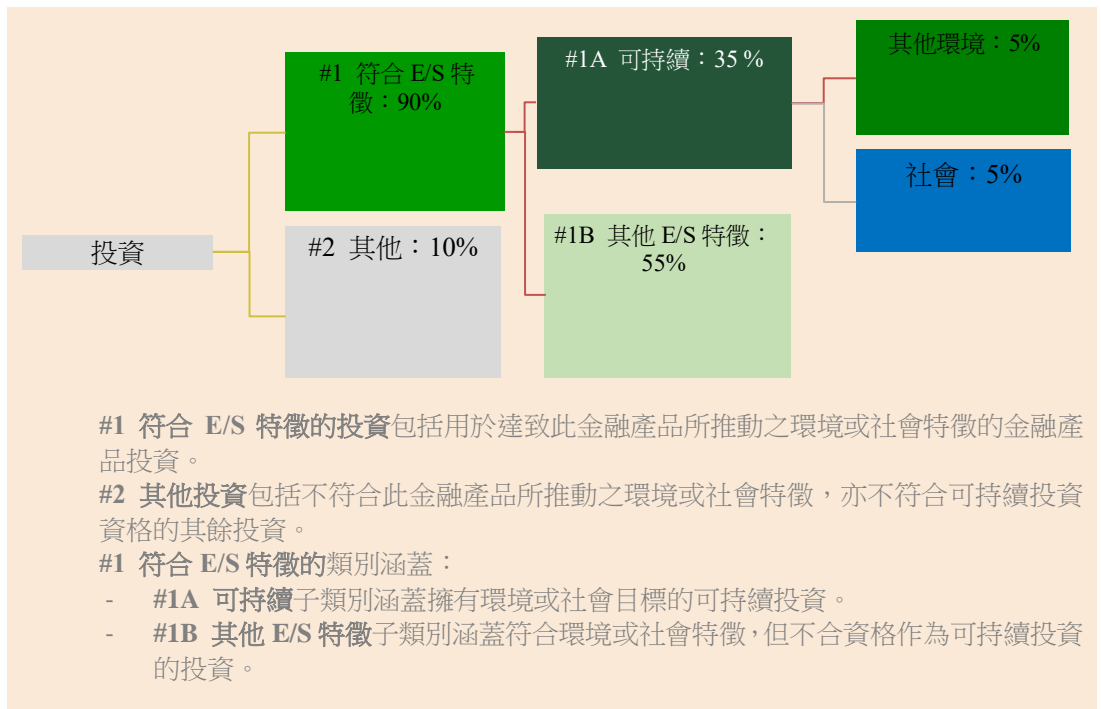 投資
#1 符合 E/S 特
徵：90%
#2 其他：10%
#1A 可持續：35 %
#1B 其他 E/S 特徵：
55%
其他環境：5%
社會：5%
#1 符合 E/S 特徵的投資包括用於達致此金融產品所推動之環境或社會特徵的金融產
品投資。
#2 其他投資包括不符合此金融產品所推動之環境或社會特徵，亦不符合可持續投資
資格的其餘投資。
#1 符合 E/S 特徵的類別涵蓋：
- #1A 可持續子類別涵蓋擁有環境或社會目標的可持續投資。
- #1B 其他 E/S 特徵子類別涵蓋符合環境或社會特徵，但不合資格作為可持續投資
的投資。